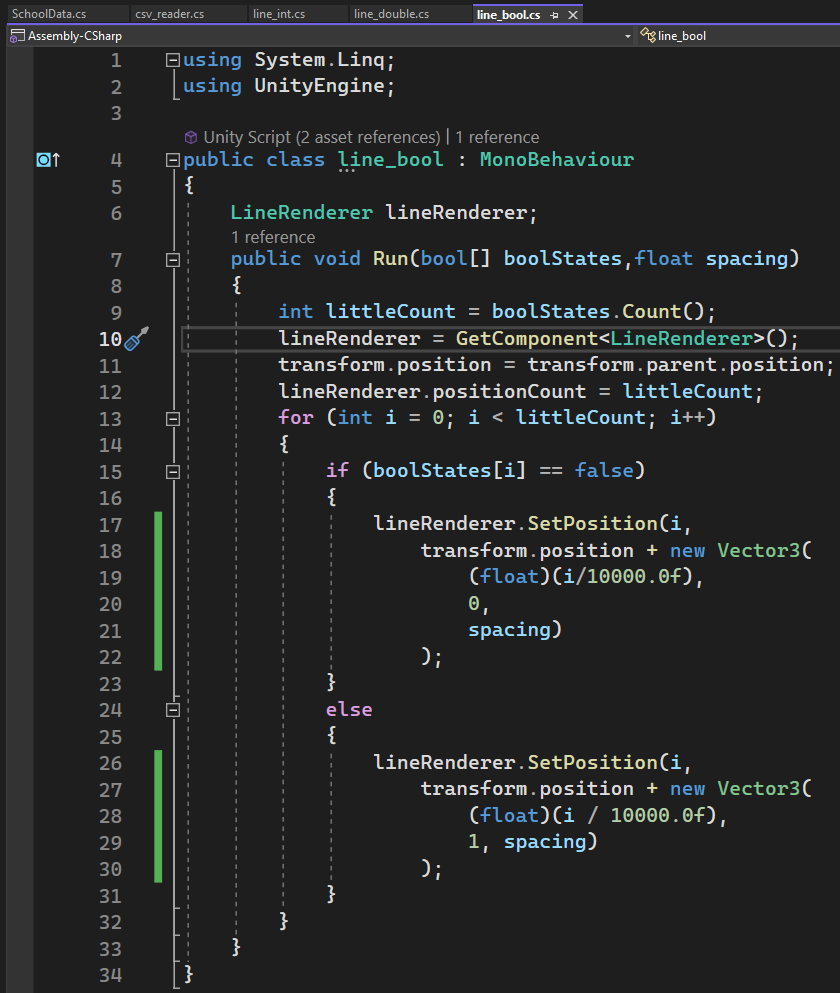 SchoolData.cs csv_reader.cs line_int.cs line_double.cs line_bool.cs
Assembly-CSharp line_bool
1 using System.Linq;
2 using UnityEngine;
3
Unity Script (2 asset references) | 1 reference
4 public class line_bool : MonoBehaviour
5 {
6 LineRenderer lineRenderer;
1 reference
7 public void Run(bool[] boolStates,float spacing)
8 {
9 int littleCount = boolStates.Count();
10 lineRenderer = GetComponent<LineRenderer>();
11 transform.position = transform.parent.position;
12 lineRenderer.positionCount = littleCount;
13 for (int i = 0; i < littleCount; i++)
14 {
15 if (boolStates[i] == false)
16 {
17 lineRenderer.SetPosition(i,
18 transform.position + new Vector3(
19 (float)(i/10000.0f),
20 0,
21 spacing)
22 );
23 }
24 else
25 {
26 lineRenderer.SetPosition(i,
27 transform.position + new Vector3(
28 (float)(i / 10000.0f),
29 1, spacing)
30 );
31 }
32 }
33 }
34 }